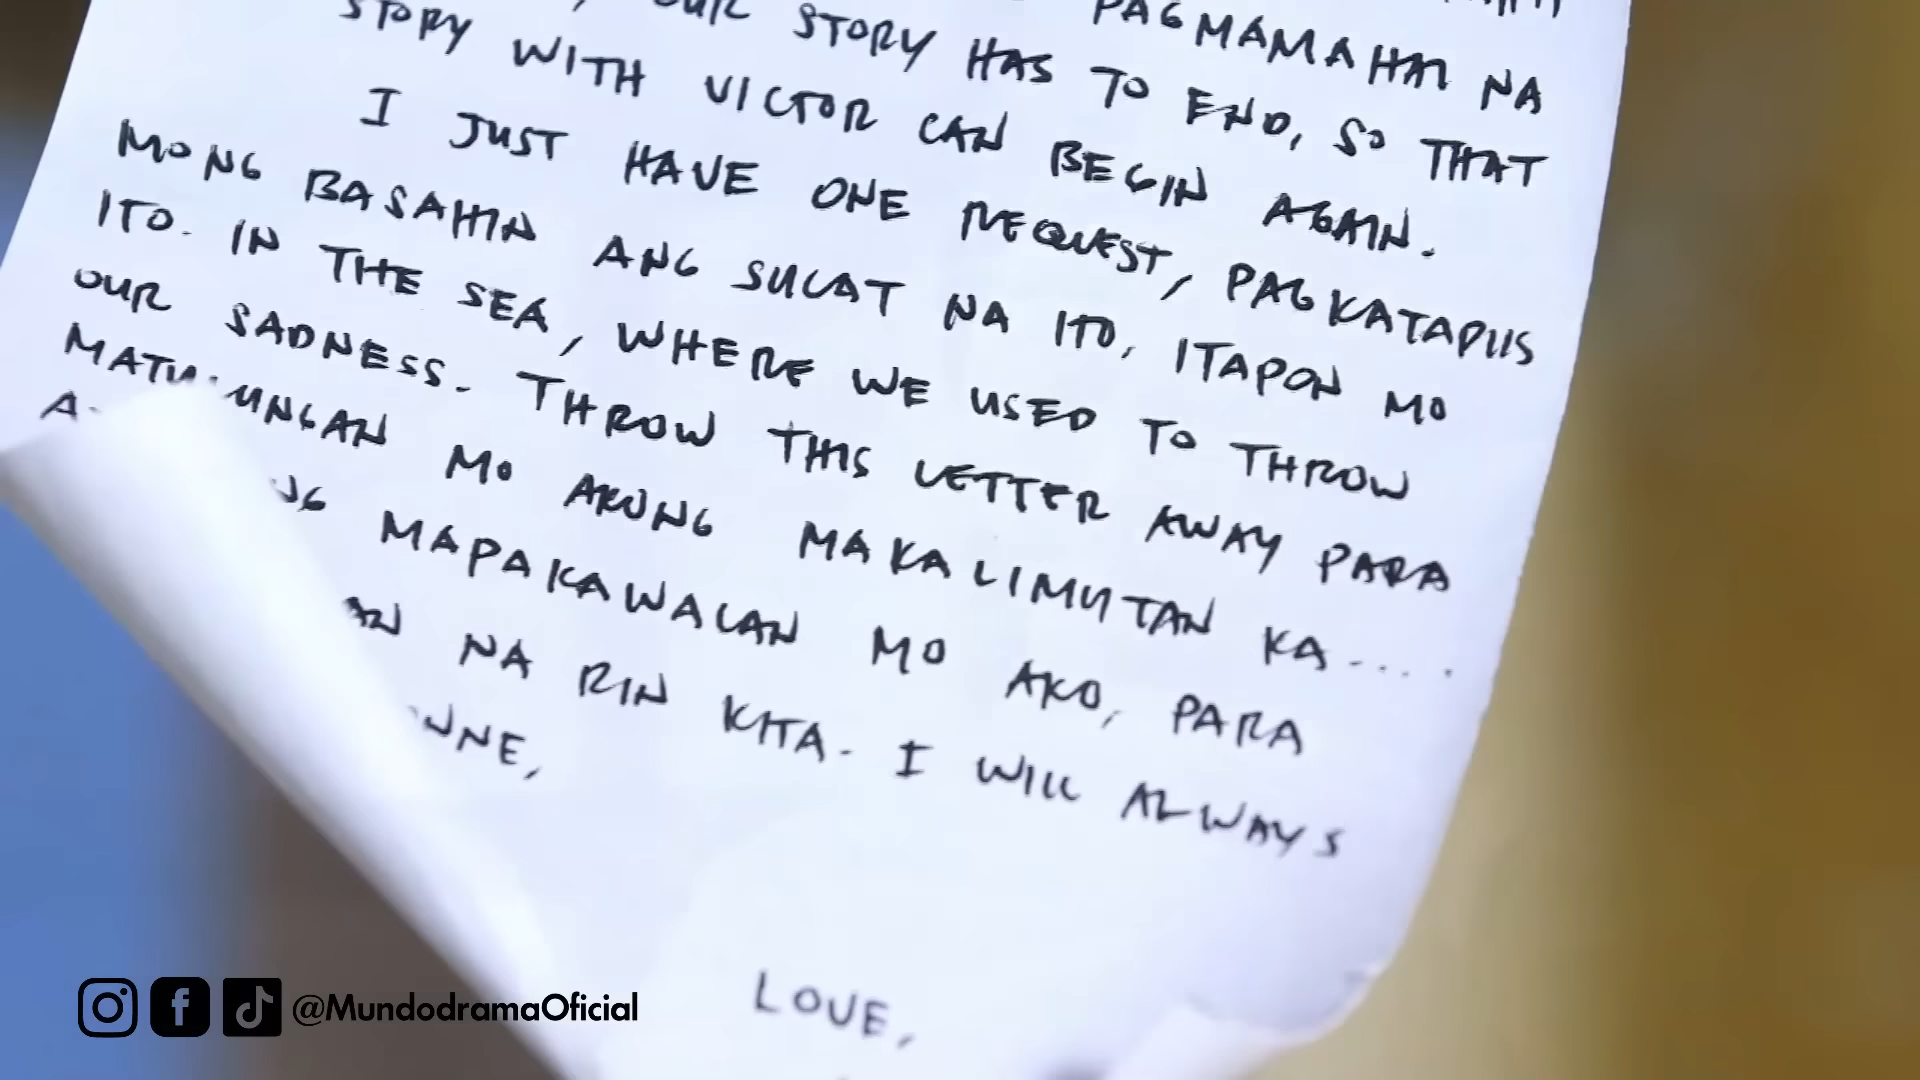 PAGMAMAHAL NA
OUR STORY HAS TO END, SO THAT
STORY WITH VICTOR CAN BEGIN AGAIN.
I JUST HAVE ONE REQUEST, PAGKATAPUS
MONG BASAHIN ANG SULAT NA ITO, ITAPON MO
ITO. IN THE SEA, WHERE WE USED TO THROW
OUR SADNESS. THROW THIS LETTER AWAY PARA
MATULUNGAN MO AKONG MAKALIMUTAN KA....
MAPAKAWALAN MO AKO, PARA
NA RIN KITA. I WILL ALWAYS
LOVE,
@MundodramaOficial